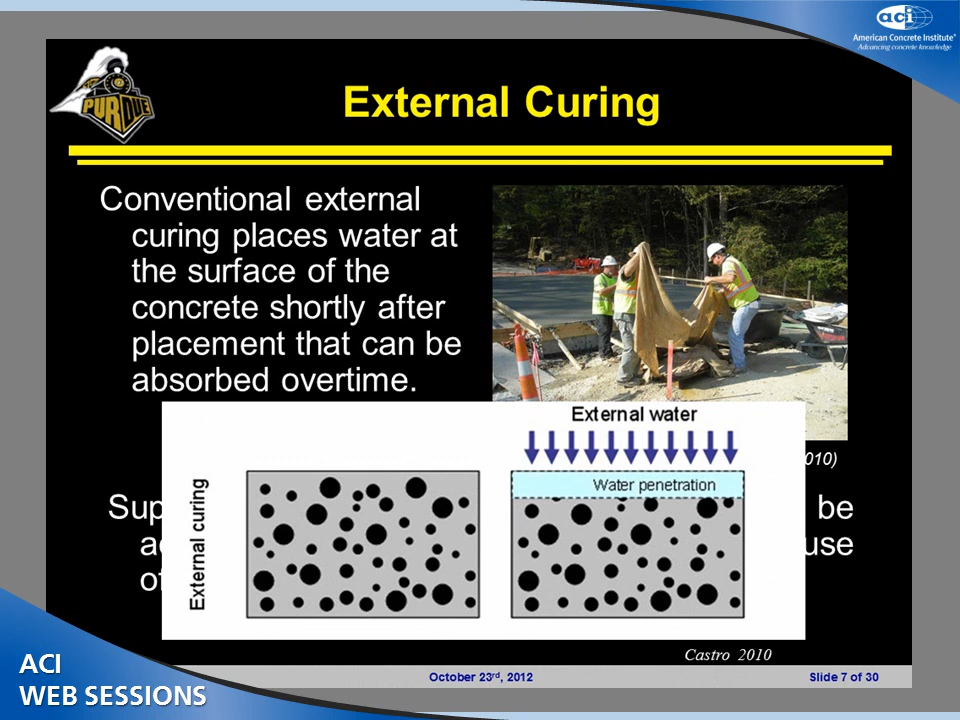 aci
American Concrete Institute®
Advancing concrete knowledge
PURDUE
External Curing
Conventional external
curing places water at
the surface of the
concrete shortly after
placement that can be
absorbed overtime.
External water
Water penetration
External curing
010)
Sup be
use
of
Castro 2010
ACI
WEB SESSIONS
October 23rd, 2012
Slide 7 of 30